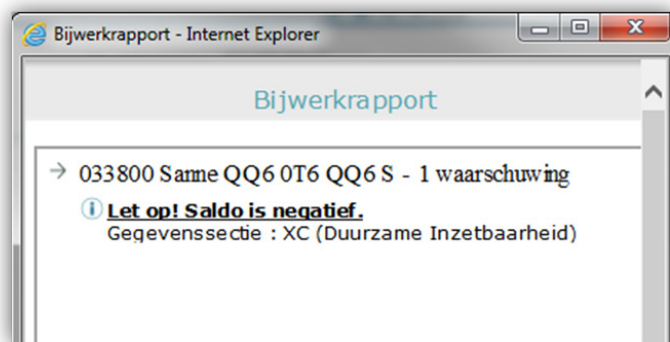 Bijwerkrapport - Internet Explorer
Bijwerkrapport
033800 Sanne QQ6 0T6 QQ6 S - 1 waarschuwing
Let op! Saldo is negatief.
Gegevenssectie : XC (Duurzame Inzetbaarheid)